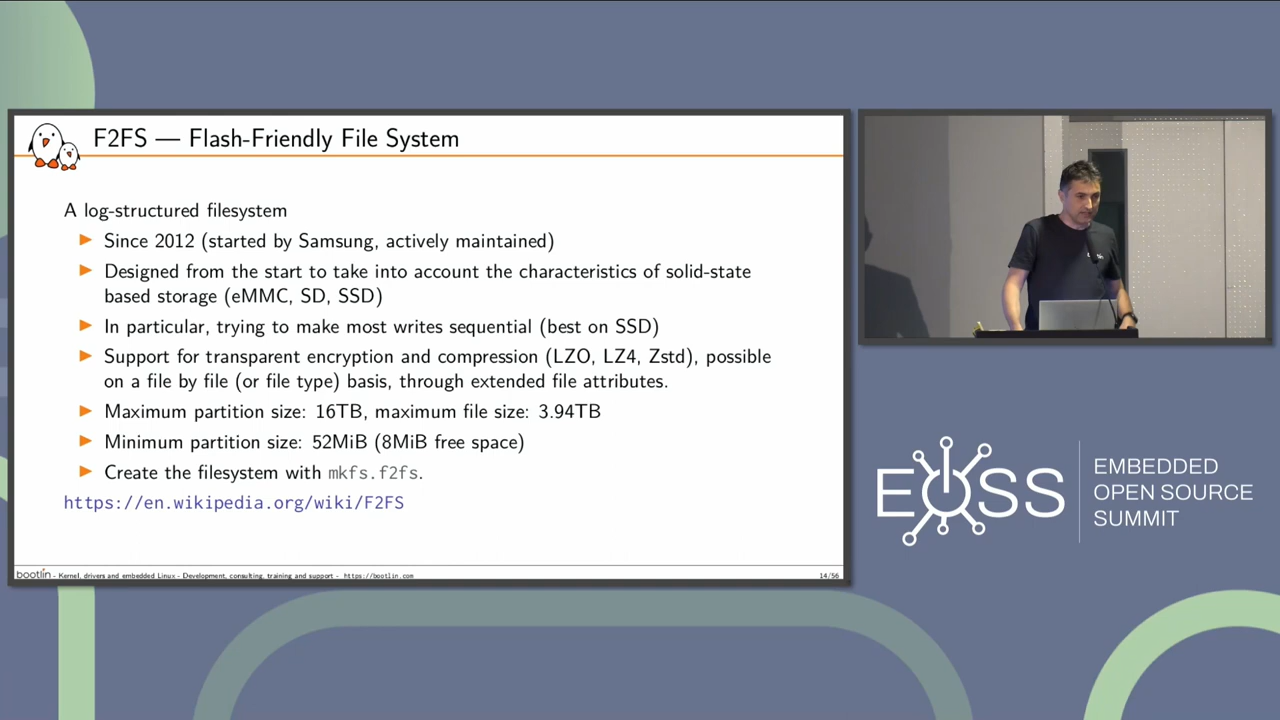 F2FS — Flash-Friendly File System
A log-structured filesystem
Since 2012 (started by Samsung, actively maintained)
Designed from the start to take into account the characteristics of solid-state
based storage (eMMC, SD, SSD)
In particular, trying to make most writes sequential (best on SSD)
Support for transparent encryption and compression (LZO, LZ4, Zstd), possible
on a file by file (or file type) basis, through extended file attributes.
Maximum partition size: 16TB, maximum file size: 3.94TB
Minimum partition size: 52MiB (8MiB free space)
Create the filesystem with mkfs.f2fs.
https://en.wikipedia.org/wiki/F2FS
bootlin - Kernel, drivers and embedded Linux - Development, consulting, training and support - https://bootlin.com
14/56
EOSS
EMBEDDED
OPEN SOURCE
SUMMIT